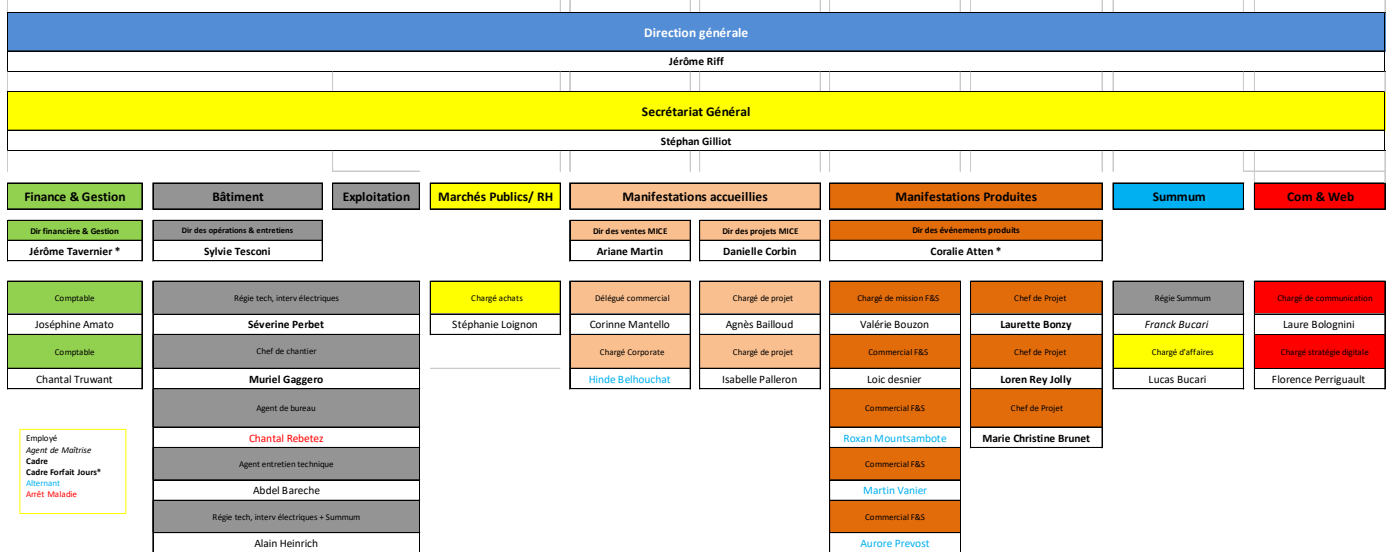 Direction générale
Jérôme Riff
Secrétariat Général
Stéphan Gilliot
Finance & Gestion
Bâtiment
Exploitation
Marchés Publics/ RH
Manifestations accueillies
Manifestations Produites
Summum
Com & Web
Dir financière & Gestion
Dir des opérations & entretiens
Dir des ventes MICE
Dir des projets MICE
Dir des événements produits
Jérôme Tavernier *
Sylvie Tesconi
Ariane Martin
Danielle Corbin
Coralie Atten *
Comptable
Régie tech, interv électriques
Chargé achats
Délégué commercial
Chargé de projet
Chargé de mission F&S
Chef de Projet
Régie Summum
Chargé de communication
Joséphine Amato
Séverine Perbet
Stéphanie Loignon
Corinne Mantello
Agnès Bailloud
Valérie Bouzon
Laurette Bonzy
Franck Bucari
Laure Bolognini
Comptable
Chef de chantier
Chargé Corporate
Chargé de projet
Commercial F&S
Chef de Projet
Chargé d'affaires
Chargé stratégie digitale
Chantal Truwant
Muriel Gaggero
Hinde Belhouchat
Isabelle Palleron
Loic desnier
Loren Rey Jolly
Lucas Bucari
Florence Perriguault
Agent de bureau
Commercial F&S
Chef de Projet
Chantal Rebetez
Roxan Mountsambote
Marie Christine Brunet
Agent entretien technique
Commercial F&S
Abdel Bareche
Martin Vanier
Régie tech, interv électriques + Summum
Commercial F&S
Alain Heinrich
Aurore Prevost
Employé
Agent de Maîtrise
Cadre
Cadre Forfait Jours*
Alternant
Arrêt Maladie